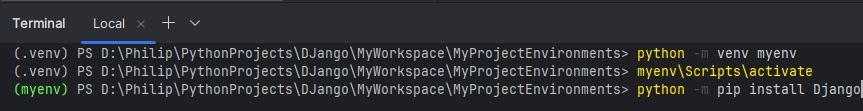 Terminal Local × + ∨
(.venv) PS D:\Philip\PythonProjects\DJango\MyWorkspace\MyProjectEnvironments> python -m venv myenv
(.venv) PS D:\Philip\PythonProjects\DJango\MyWorkspace\MyProjectEnvironments> myenv\Scripts\activate
(myenv) PS D:\Philip\PythonProjects\DJango\MyWorkspace\MyProjectEnvironments> python -m pip install Django